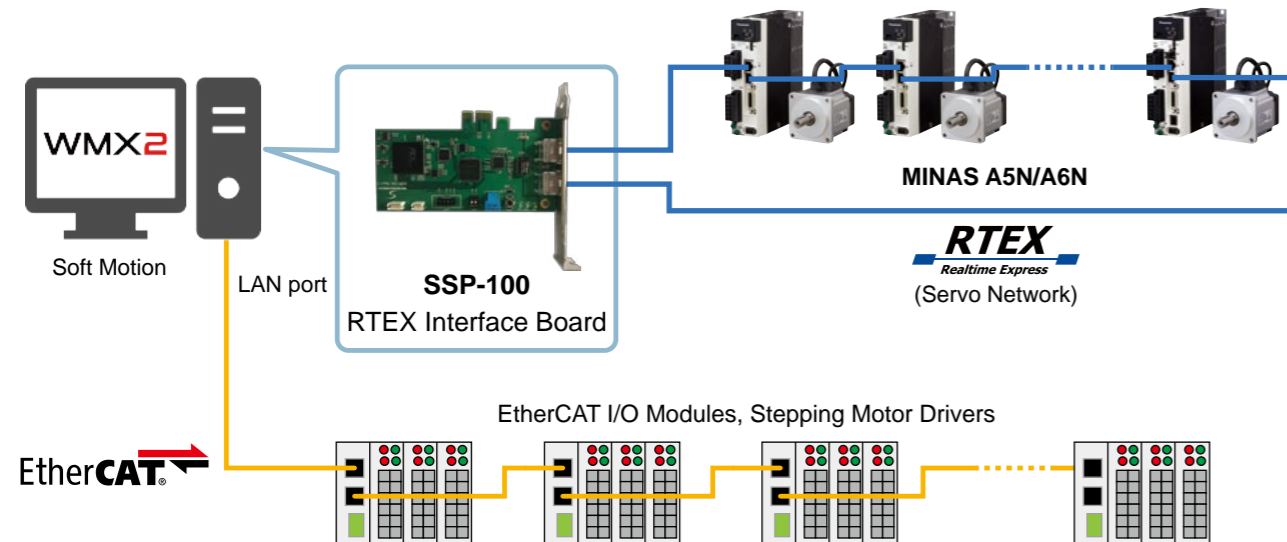 WMX2
Soft Motion
LAN port
SSP-100
RTEX Interface Board
MINAS A5N/A6N
RTEX
Realtime Express
(Servo Network)
EtherCAT I/O Modules, Stepping Motor Drivers
EtherCAT®